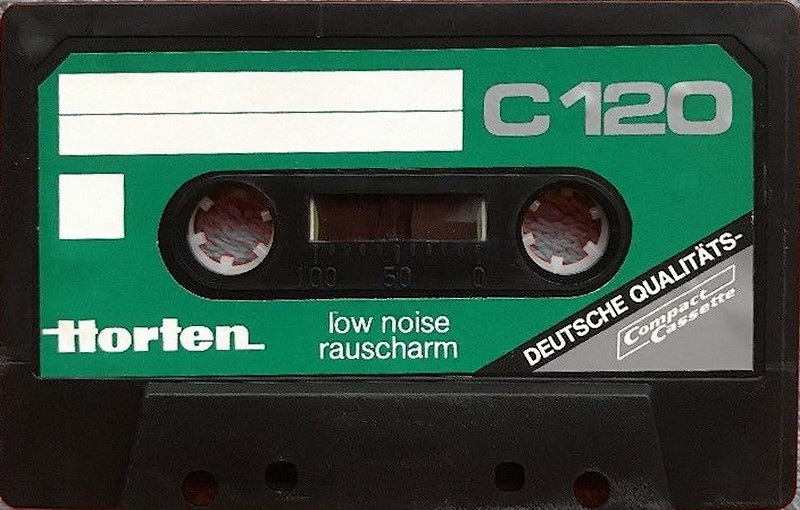 C 120
100 50 0
Horten
low noise
rauscharm
DEUTSCHE QUALITÄTS-
Compact
Cassette